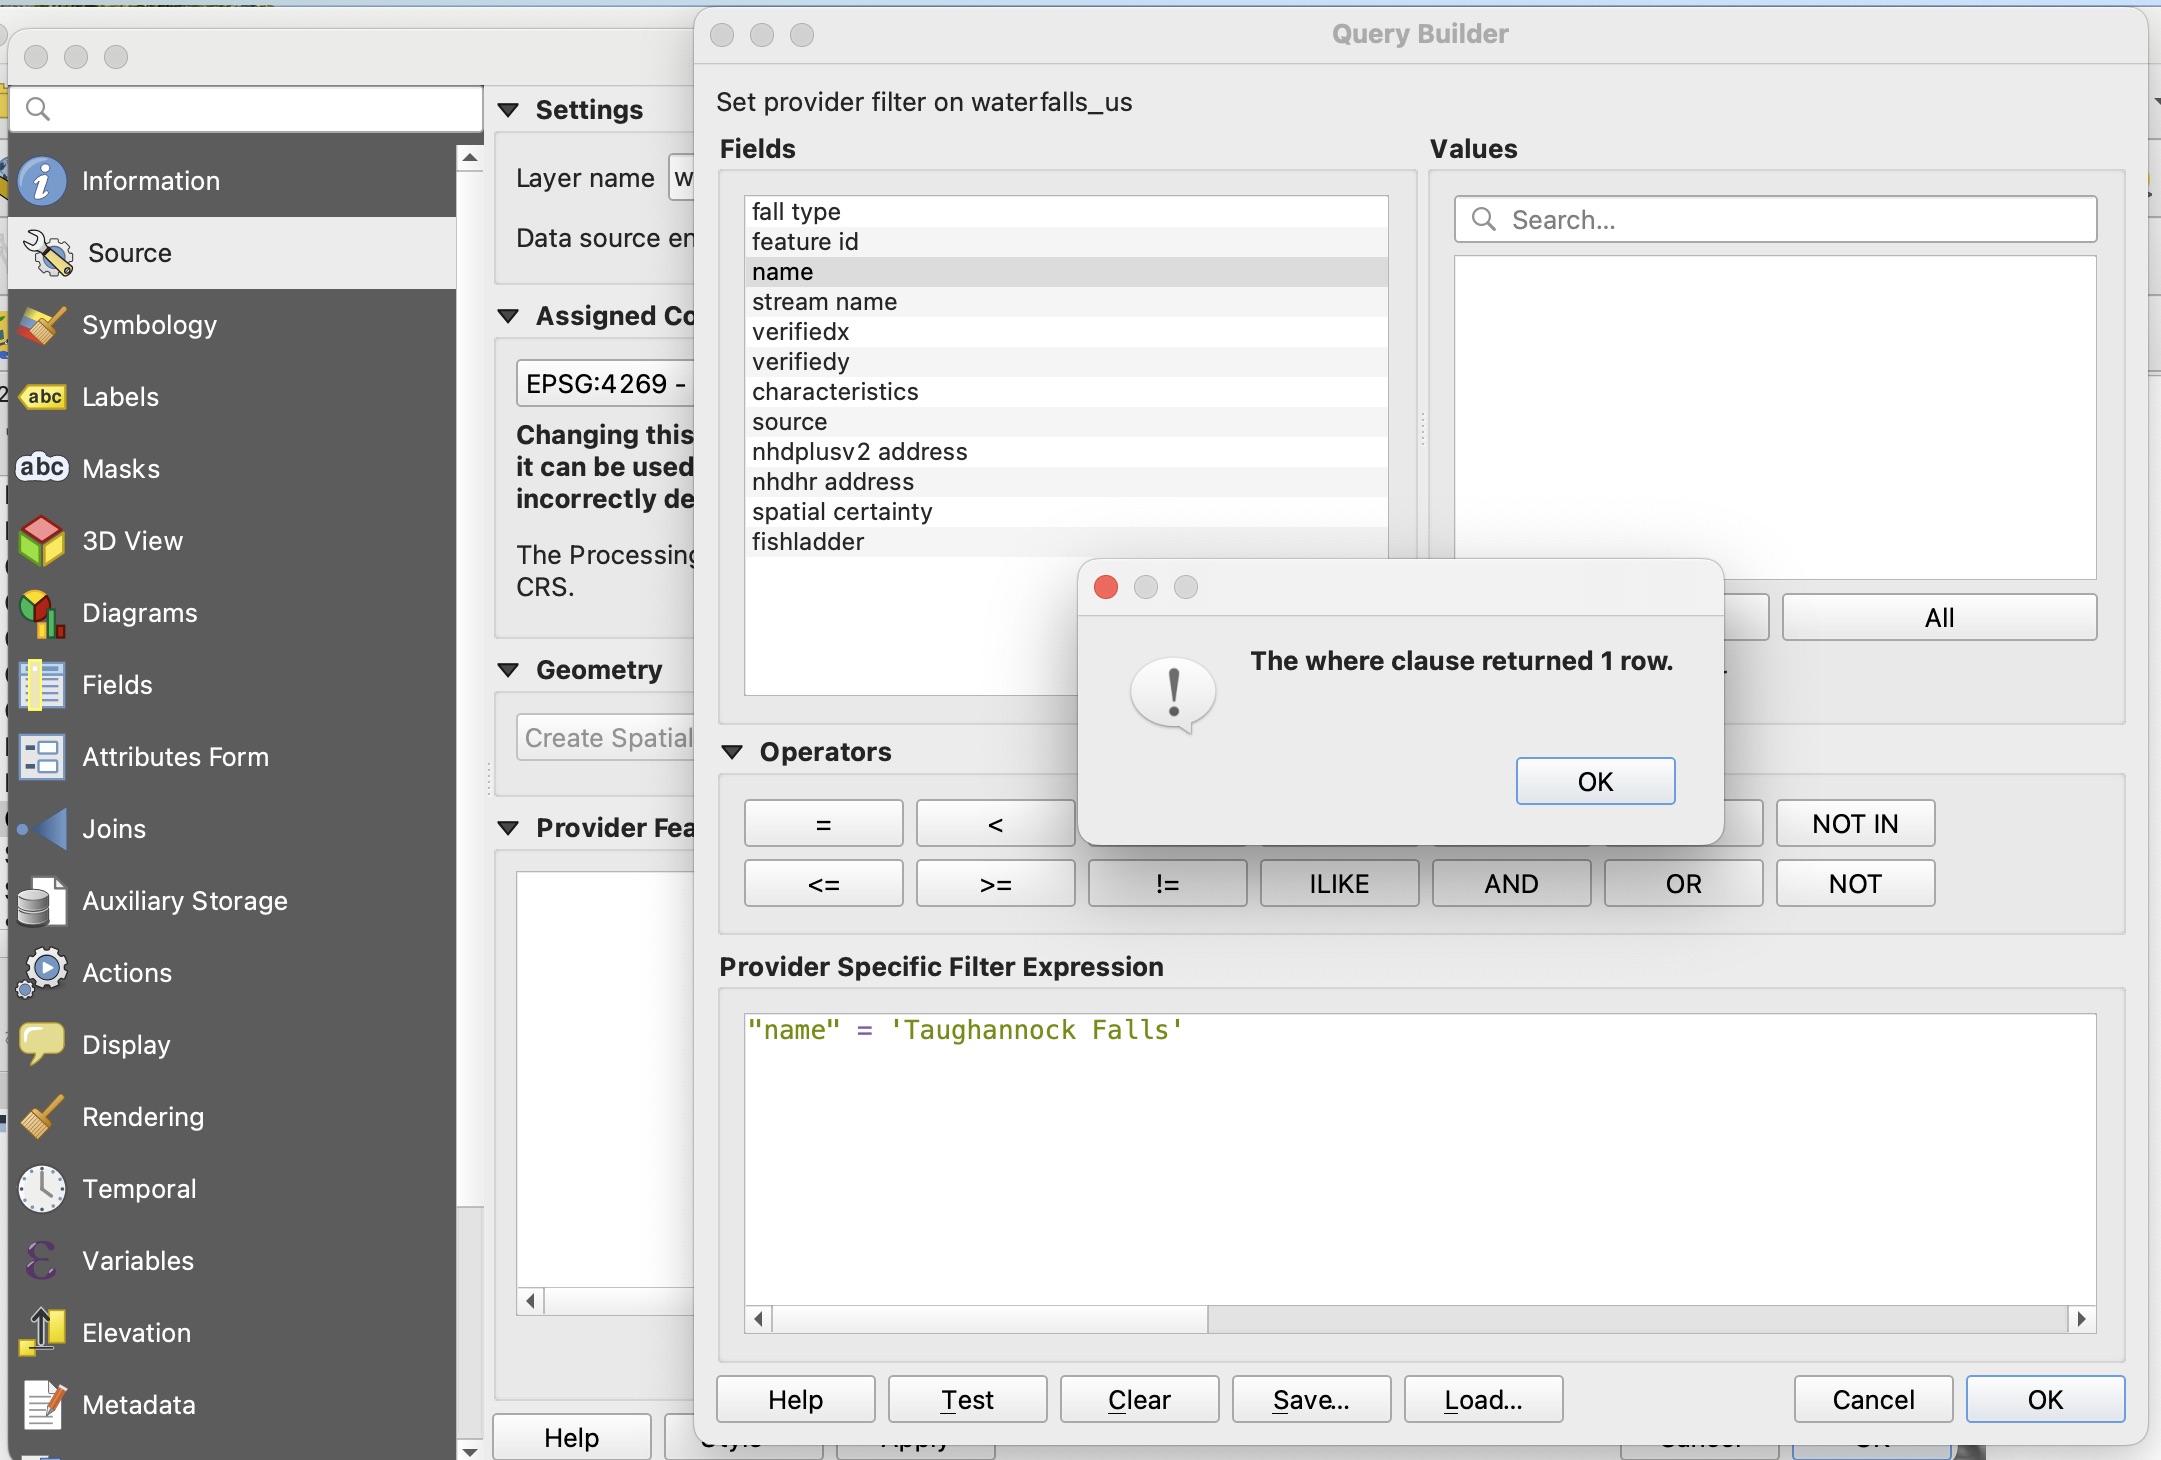 Query Builder
Set provider filter on waterfalls_us
Fields
fall type
feature id
name
stream name
verifiedx
verifiedy
characteristics
source
nhdplusv2 address
nhdhr address
spatial certainty
fishladder
Values
Search...
All
The where clause returned 1 row.
OK
Operators
=
<
NOT IN
<=
>=
!=
ILIKE
AND
OR
NOT
Provider Specific Filter Expression
"name" = 'Taughannock Falls'
Help
Test
Clear
Save...
Load...
Cancel
OK
Information
Source
Symbology
abc
Labels
abc
Masks
3D View
Diagrams
Fields
Attributes Form
Joins
Auxiliary Storage
Actions
Display
Rendering
Temporal
Variables
Elevation
Metadata
Settings
Layer name
Data source en
Assigned Co
EPSG:4269 -
Changing this
it can be used
incorrectly de
The Processing
CRS.
Geometry
Create Spatial
Provider Fea
Help